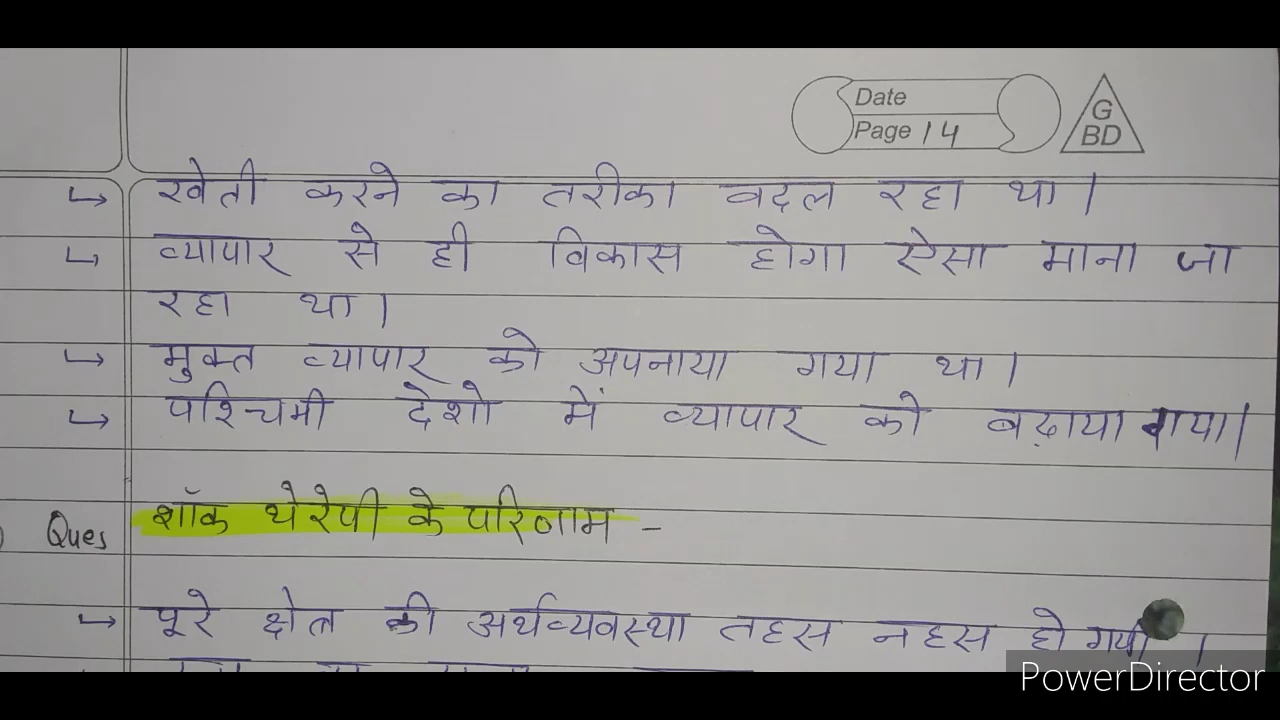 Date
Page 14
G
BD
↳ खेती करने का तरीका बदल रहा था।
↳ व्यापार से ही विकास होगा ऐसा माना जा
रहा था।
↳ मुक्त व्यापार को अपनाया गया था।
↳ पश्चिमी देशो में व्यापार को बढ़ाया गया।
Ques शॉक थेरेपी के परिणाम -
↳ पूरे क्षेत्र की अर्थव्यवस्था तहस नहस हो गयी ।
PowerDirector